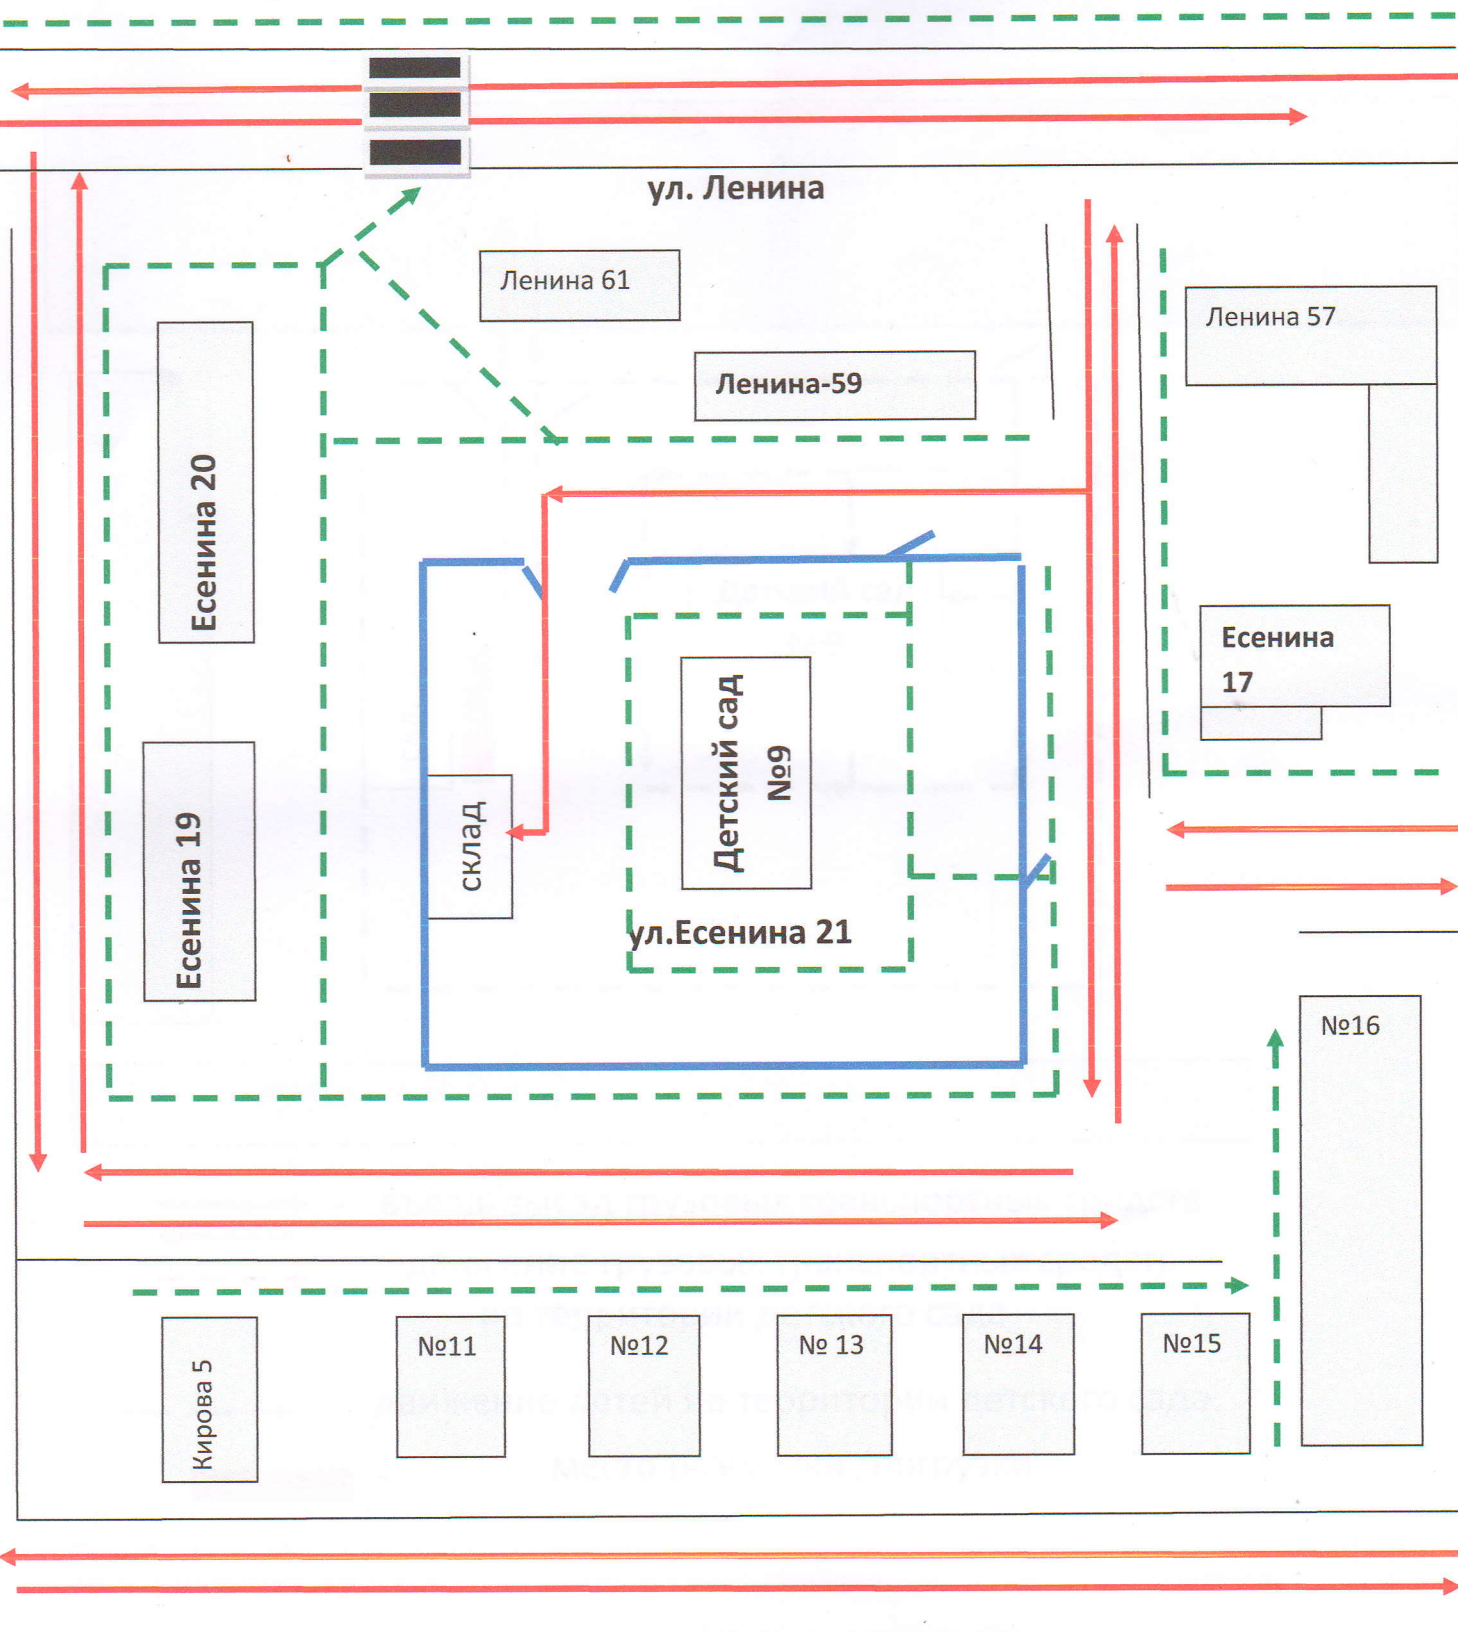 ул. Ленина
Ленина 61
Ленина 57
Ленина-59
Есенина 20
Есенина
17
Детский сад
№9
склад
Есенина 19
ул.Есенина 21
№16
Кирова 5
№11
№12
№ 13
№14
№15